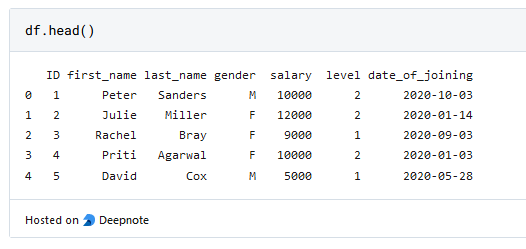 df.head()
ID first_name last_name gender salary level date_of_joining
0 1 Peter Sanders M 10000 2 2020-10-03
1 2 Julie Miller F 12000 2 2020-01-14
2 3 Rachel Bray F 9000 1 2020-09-03
3 4 Priti Agarwal F 10000 2 2020-01-03
4 5 David Cox M 5000 1 2020-05-28
Hosted on Deepnote